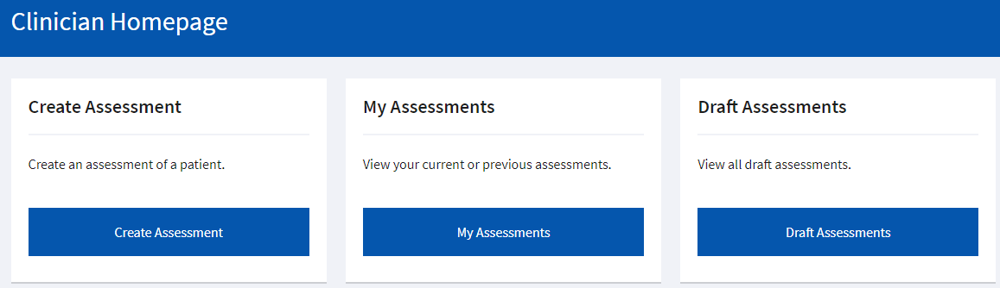 Clinician Homepage
Create Assessment
Create an assessment of a patient.
Create Assessment
My Assessments
View your current or previous assessments.
My Assessments
Draft Assessments
View all draft assessments.
Draft Assessments